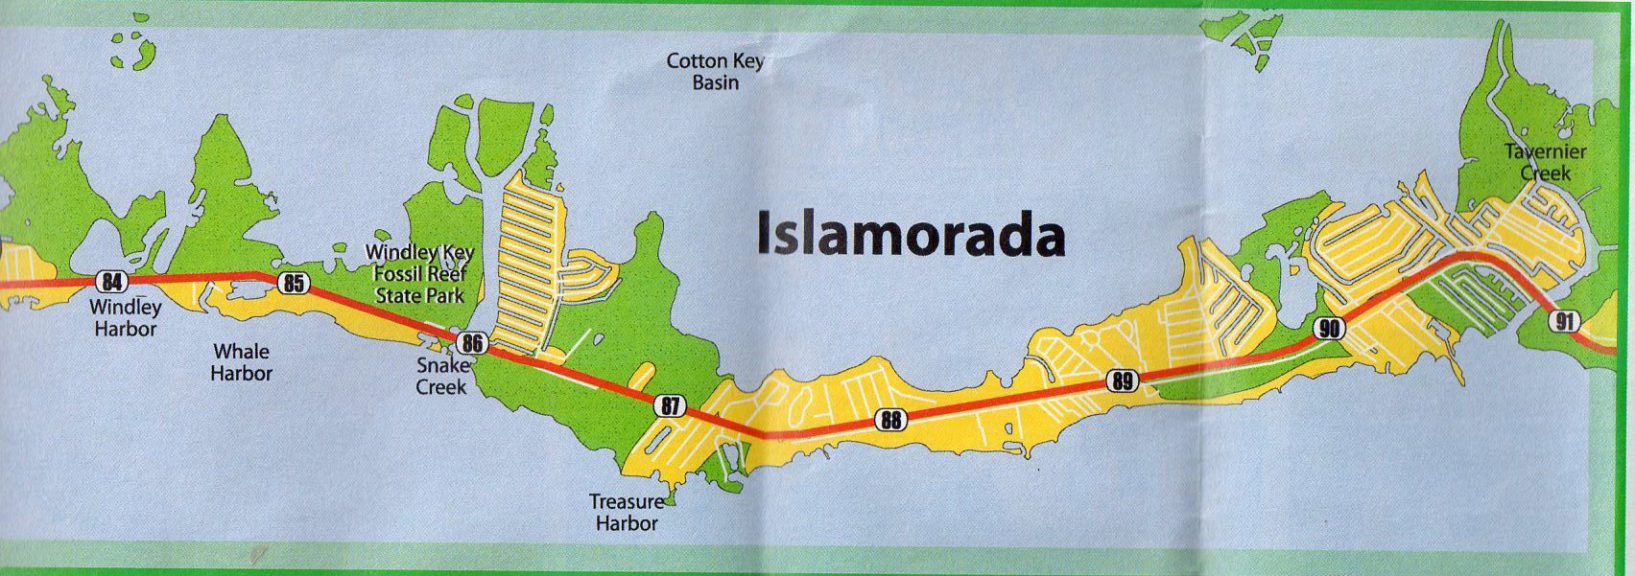 Cotton Key
Basin
Tavernier
Creek
Islamorada
Windley Key
Fossil Reef
State Park
84
85
Windley
Harbor
Whale
Harbor
86
Snake
Creek
87
88
89
90
91
Treasure
Harbor